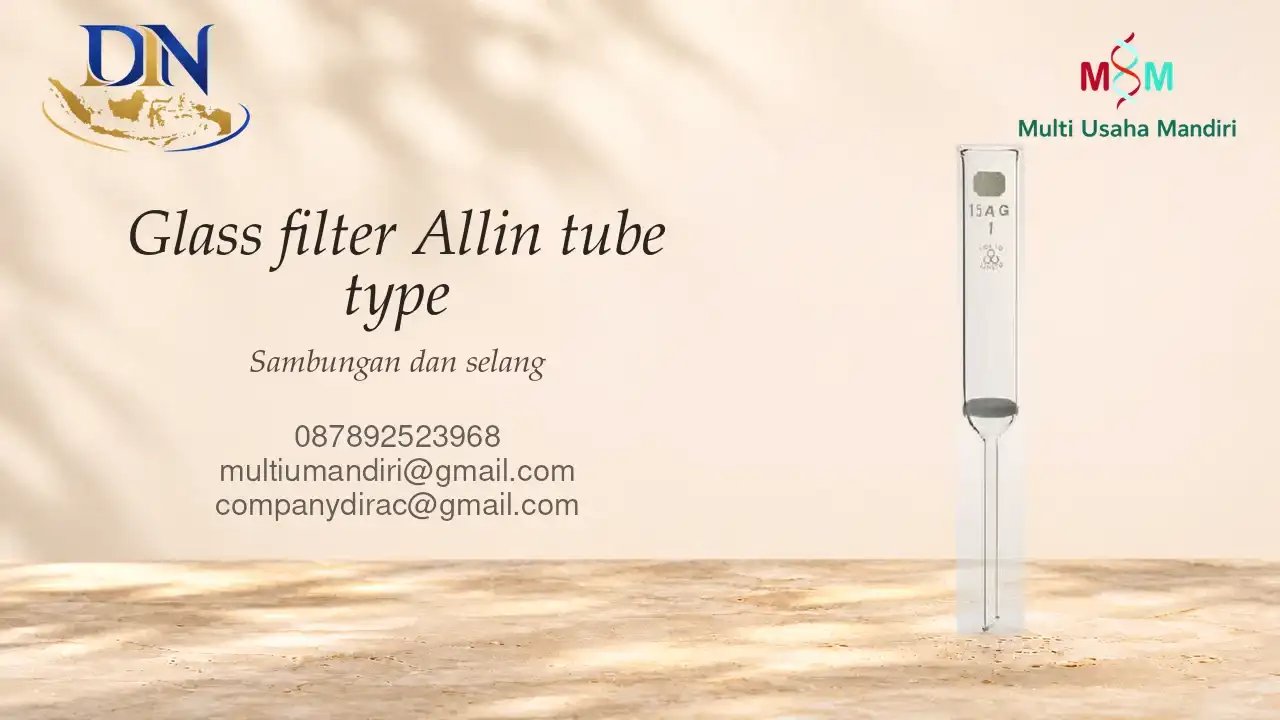 DIN
MSM
Multi Usaha Mandiri
15AG
1
Glass filter Allin tube
type
Sambungan dan selang
087892523968
multiumandiri@gmail.com
companydirac@gmail.com